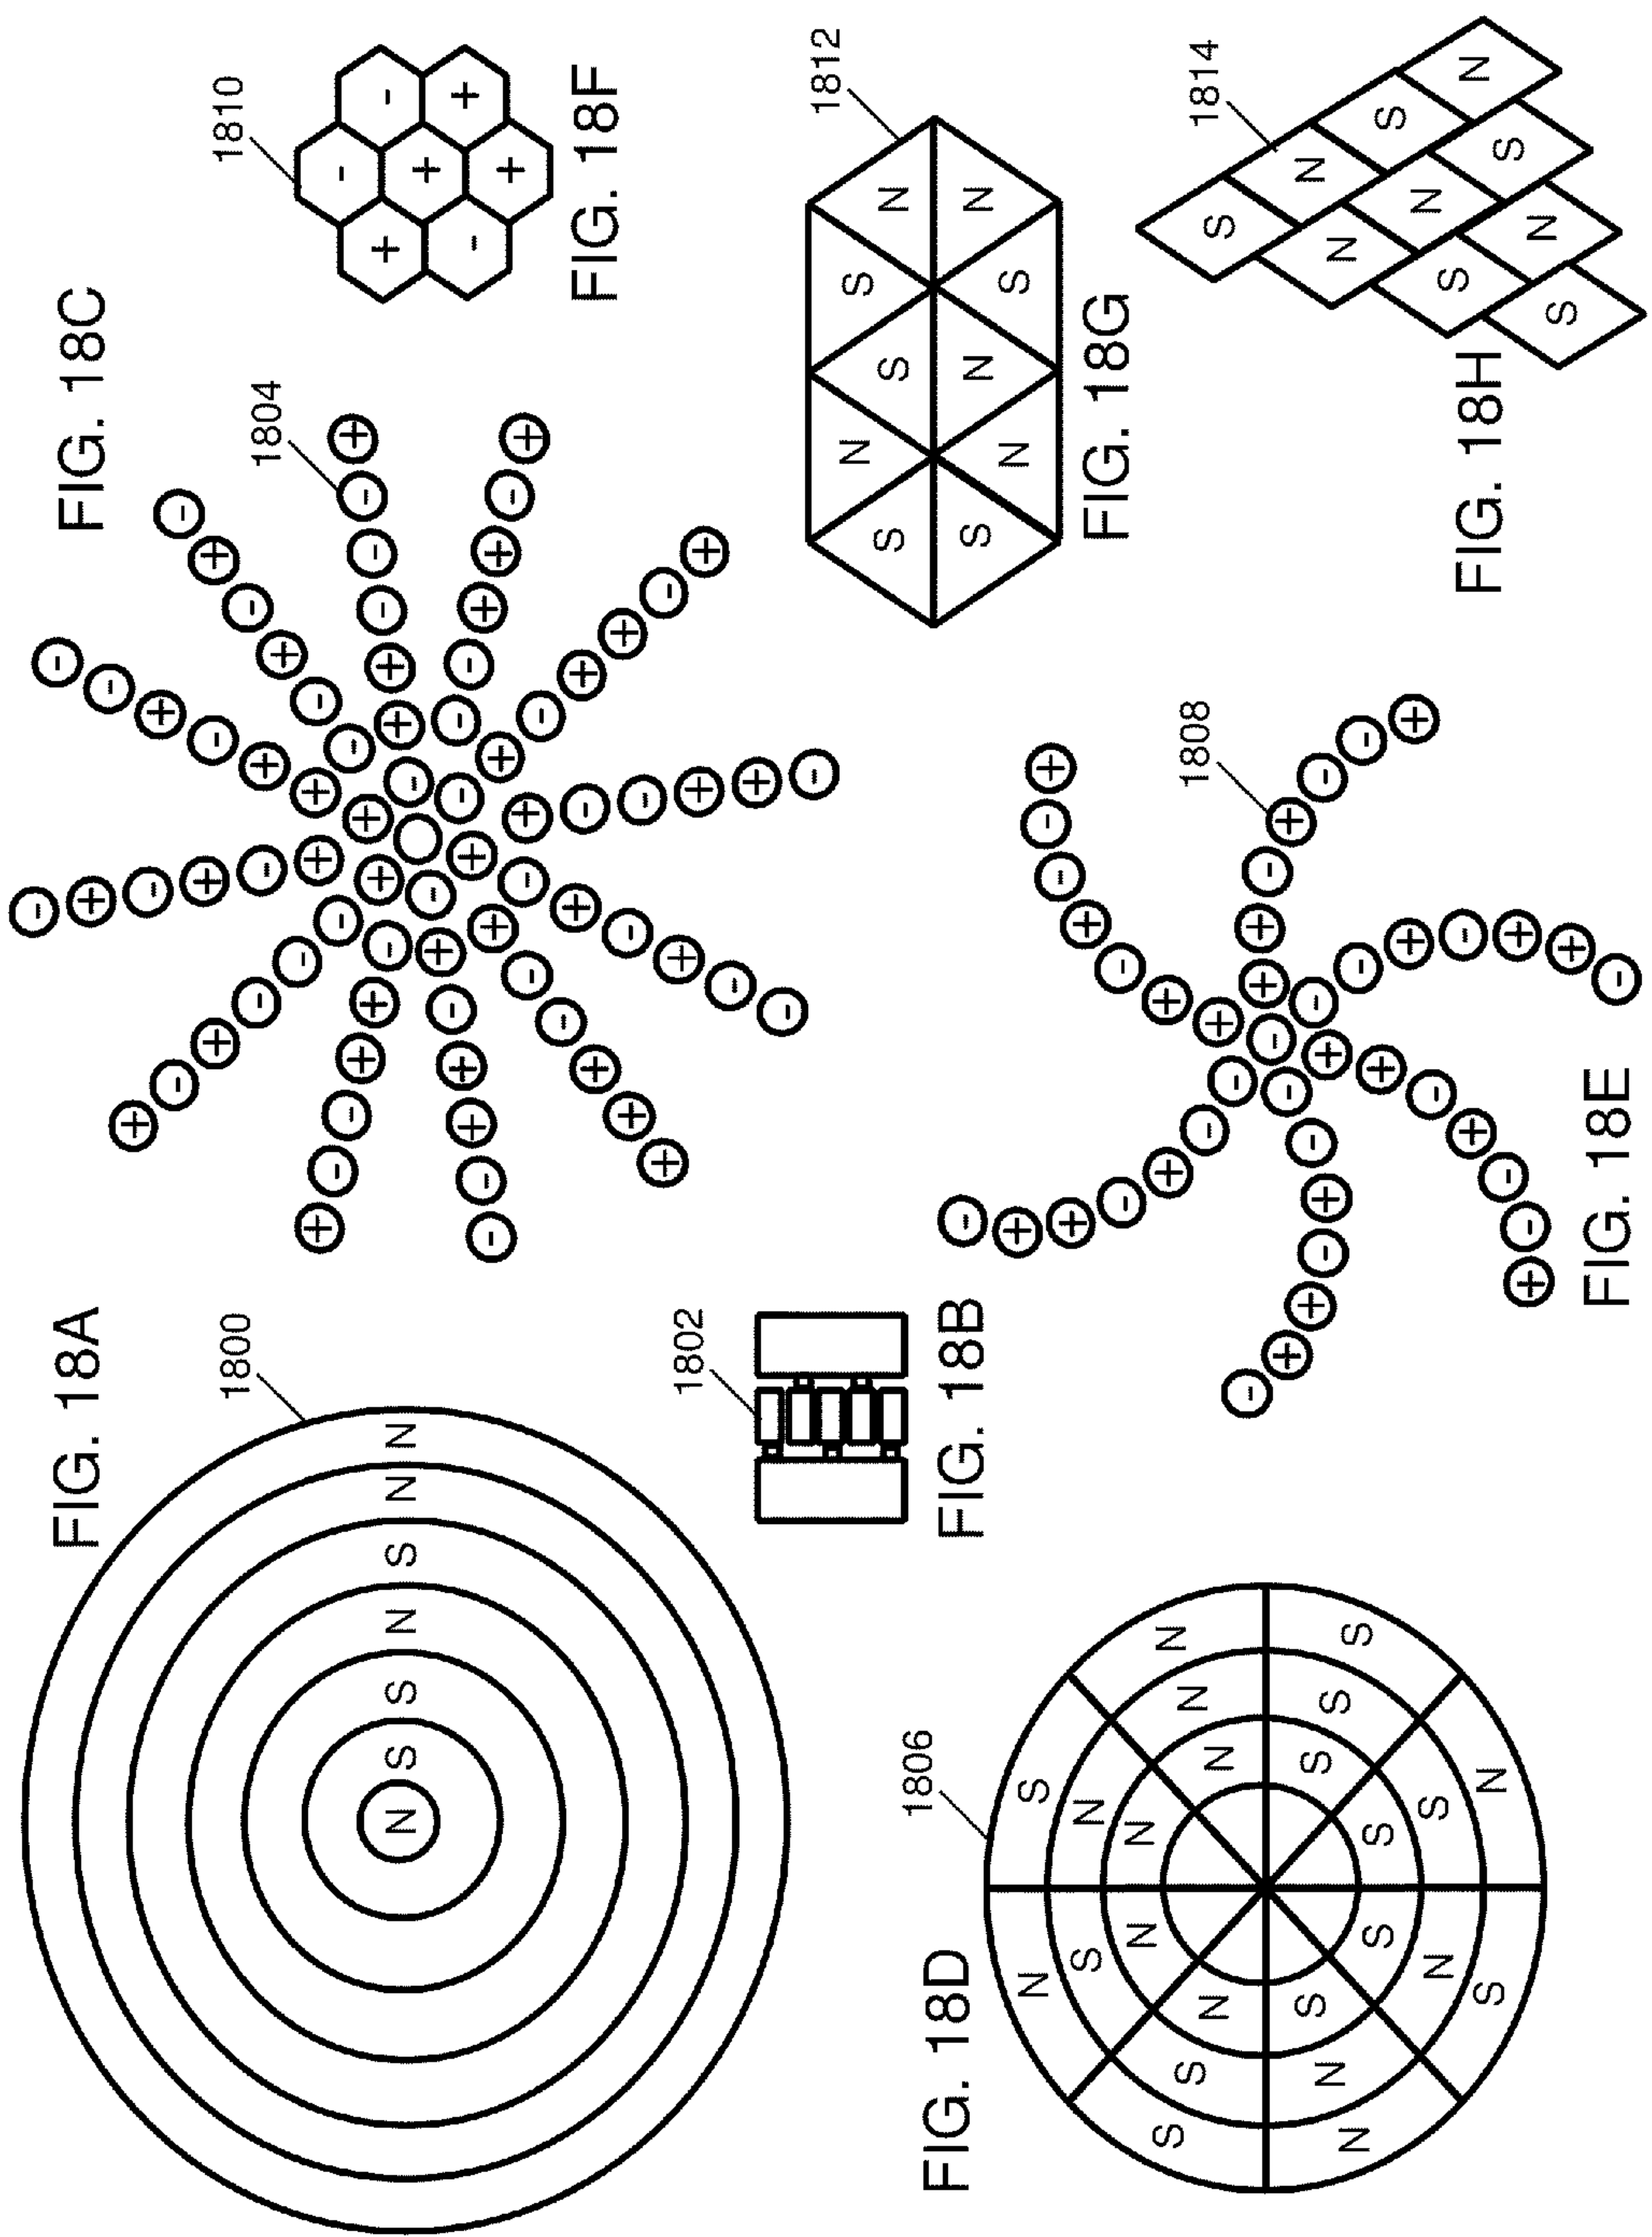 FIG. 18A
1800
N S S N S N N
FIG. 18C
1804
1810
-
+ -
+
- +
+
FIG. 18F
1802
FIG. 18B
1812
S N S S N
S N N S N
FIG. 18G
FIG. 18D
1806
N S
S N
N N
S S N N N N
N N S S S S
S S
N S
S N
1808
FIG. 18E
1814
S N S N
N N S
S N
S
FIG. 18H